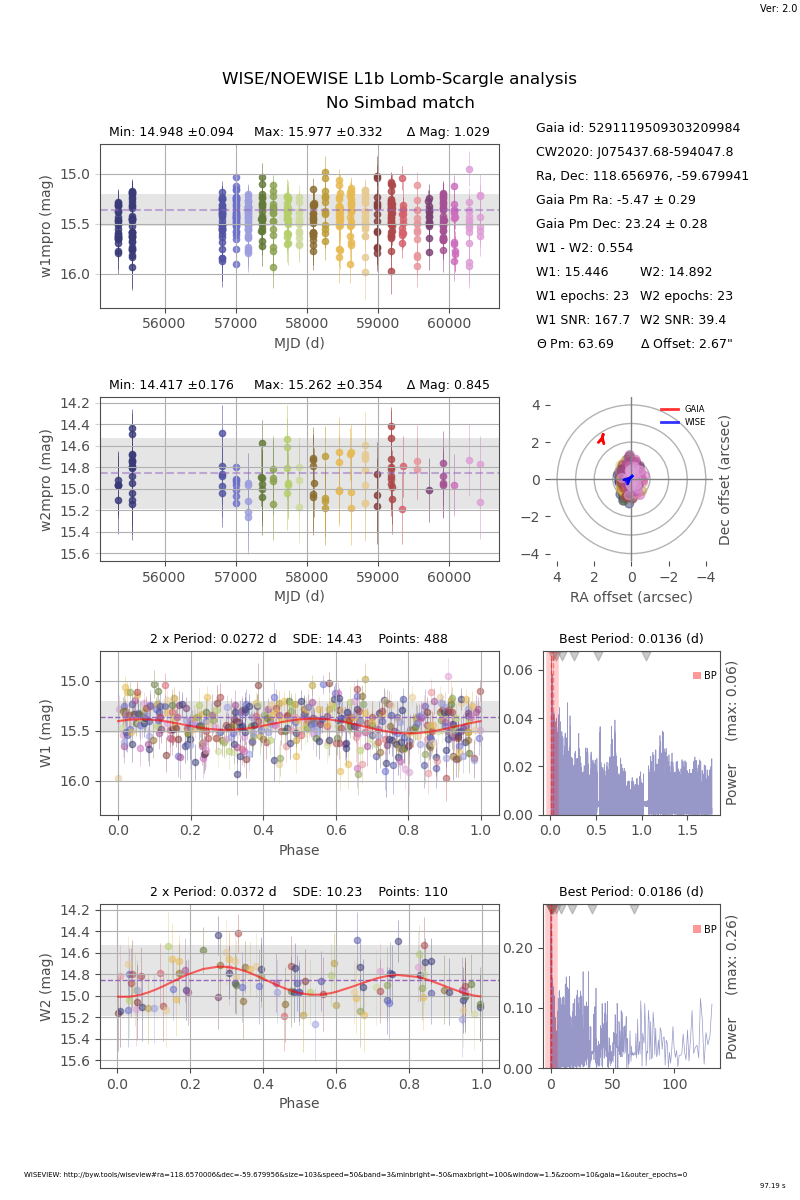 Ver: 2.0
WISE/NOEWISE L1b Lomb-Scargle analysis
No Simbad match
Min: 14.948 ±0.094 Max: 15.977 ±0.332 Δ Mag: 1.029
15.0
15.5
16.0
w1mpro (mag)
56000 57000 58000 59000 60000
MJD (d)
Gaia id: 5291119509303209984
CW2020: J075437.68-594047.8
Ra, Dec: 118.656976, -59.679941
Gaia Pm Ra: -5.47 ± 0.29
Gaia Pm Dec: 23.24 ± 0.28
W1 - W2: 0.554
W1: 15.446 W2: 14.892
W1 epochs: 23 W2 epochs: 23
W1 SNR: 167.7 W2 SNR: 39.4
Θ Pm: 63.69 Δ Offset: 2.67"
Min: 14.417 ±0.176 Max: 15.262 ±0.354 Δ Mag: 0.845
14.2
14.4
14.6
14.8
15.0
15.2
15.4
15.6
w2mpro (mag)
56000 57000 58000 59000 60000
MJD (d)
GAIA
WISE
4
2
0
−2
−4
4 2 0 −2 −4
RA offset (arcsec)
Dec offset (arcsec)
2 x Period: 0.0272 d SDE: 14.43 Points: 488
15.0
15.5
16.0
W1 (mag)
0.0 0.2 0.4 0.6 0.8 1.0
Phase
Best Period: 0.0136 (d)
BP
0.06
0.04
0.02
0.00
0.0 0.5 1.0 1.5
Power (max: 0.06)
2 x Period: 0.0372 d SDE: 10.23 Points: 110
14.2
14.4
14.6
14.8
15.0
15.2
15.4
15.6
W2 (mag)
0.0 0.2 0.4 0.6 0.8 1.0
Phase
Best Period: 0.0186 (d)
BP
0.20
0.10
0.00
0 50 100
Power (max: 0.26)
WISEVIEW: http://byw.tools/wiseview#ra=118.6570006&dec=-59.679956&size=103&speed=50&band=3&minbright=-50&maxbright=100&window=1.5&zoom=10&gaia=1&outer_epochs=0
97.19 s